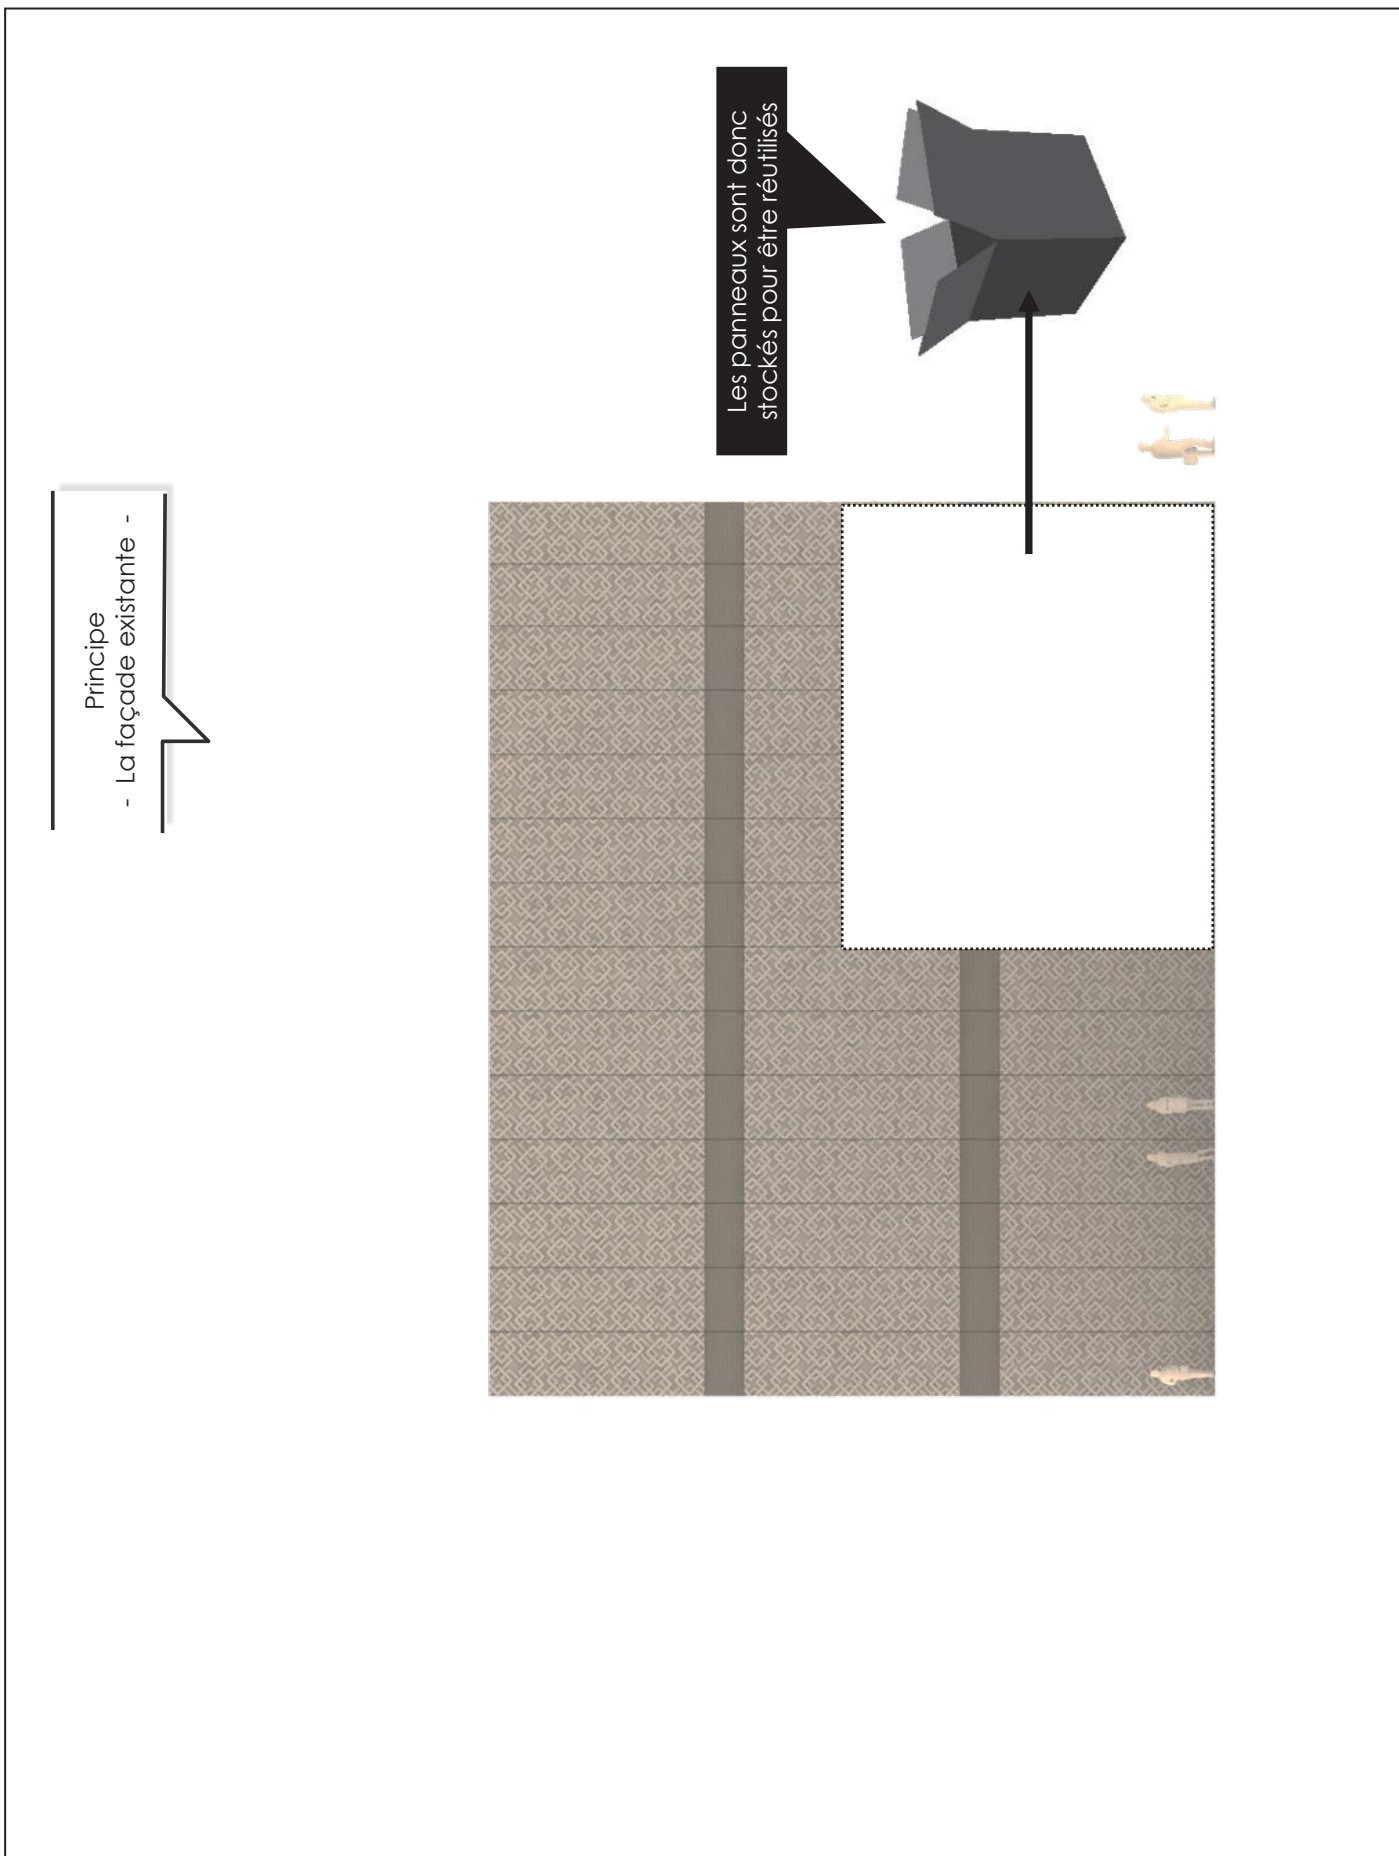 Principe
- La façade existante -
Les panneaux sont donc
stockés pour être réutilisés